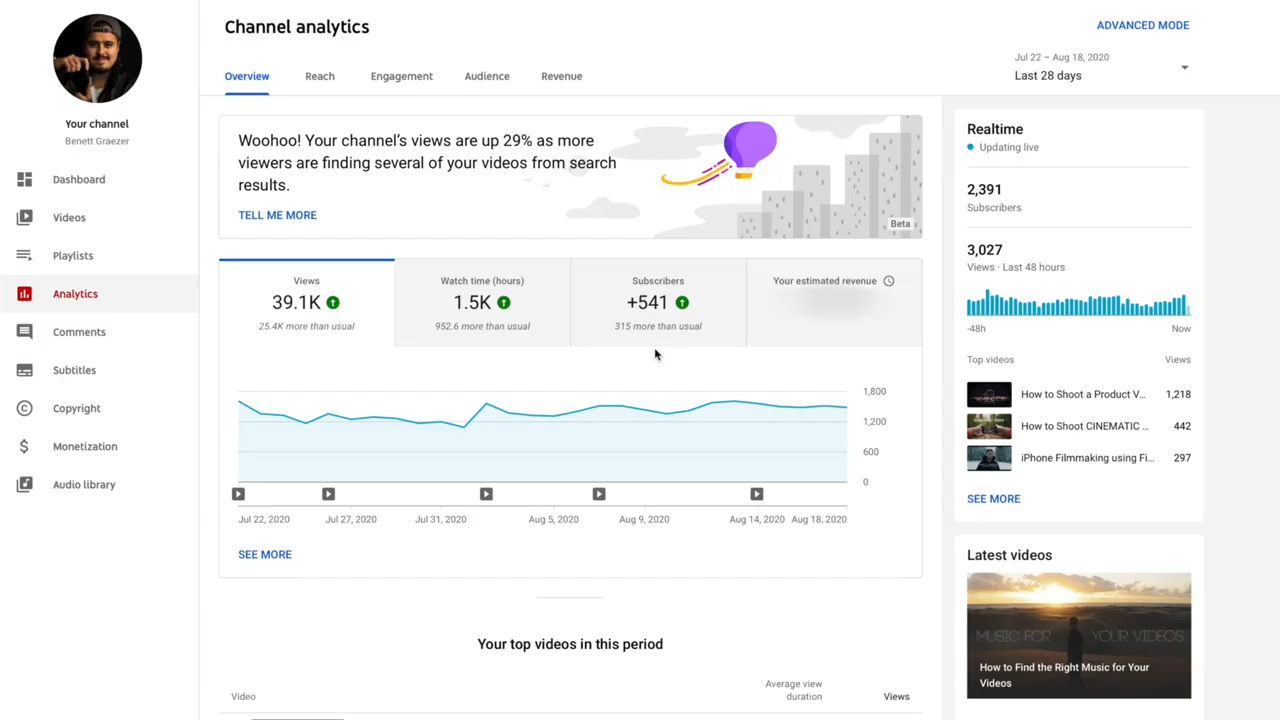 Channel analytics
ADVANCED MODE
Jul 22 – Aug 18, 2020
Last 28 days
Overview
Reach
Engagement
Audience
Revenue
Your channel
Benett Graezer
Dashboard
Videos
Playlists
Analytics
Comments
Subtitles
Copyright
Monetization
Audio library
Woohoo! Your channel's views are up 29% as more
viewers are finding several of your videos from search
results.
TELL ME MORE
Beta
Views
39.1K
25.4K more than usual
Watch time (hours)
1.5K
952.6 more than usual
Subscribers
+541
315 more than usual
Your estimated revenue
1,800
1,200
600
0
Jul 22, 2020
Jul 27, 2020
Jul 31, 2020
Aug 5, 2020
Aug 9, 2020
Aug 14, 2020
Aug 18, 2020
SEE MORE
Your top videos in this period
Video
Average view
duration
Views
Realtime
Updating live
2,391
Subscribers
3,027
Views · Last 48 hours
-48h
Now
Top videos
Views
How to Shoot a Product V...
1,218
How to Shoot CINEMATIC ...
442
iPhone Filmmaking using Fi...
297
SEE MORE
Latest videos
MUSIC FOR YOUR VIDEOS
How to Find the Right Music for Your
Videos